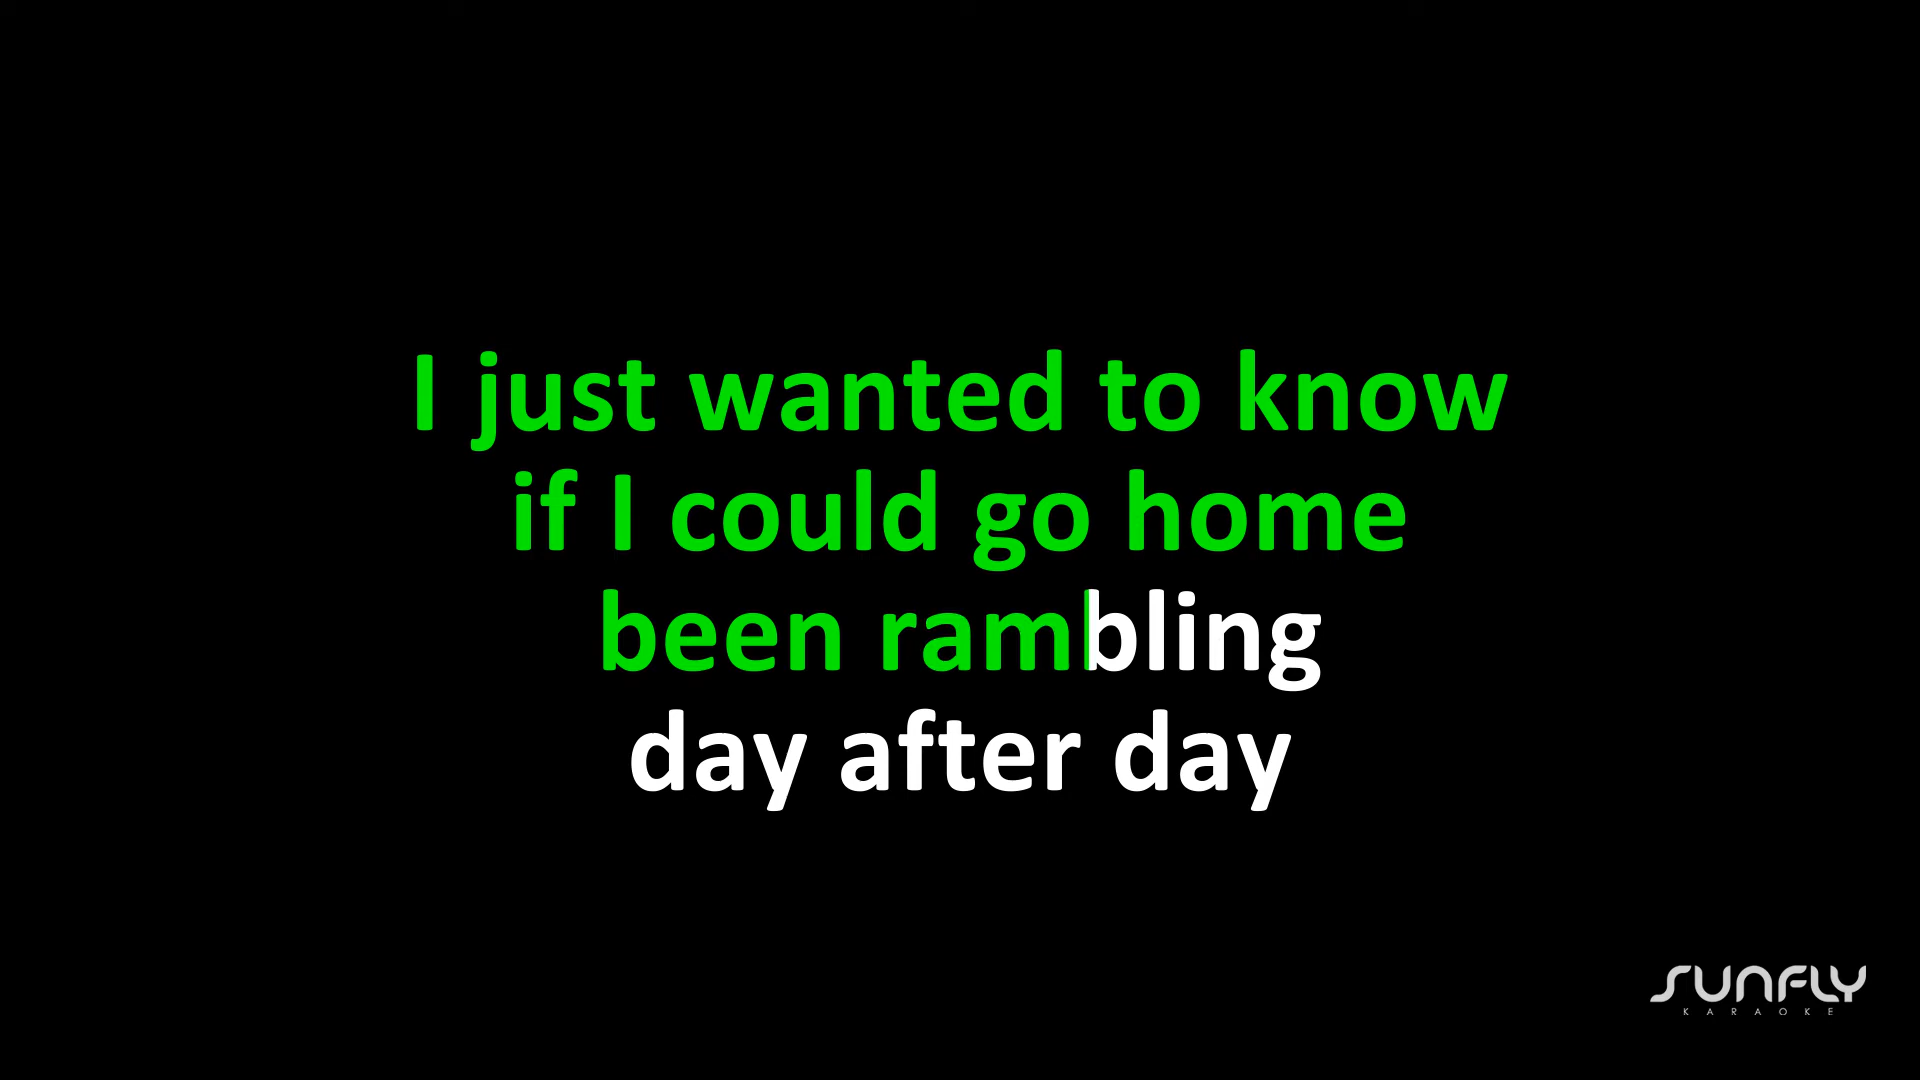 I just wanted to know
if I could go home
been rambling
day after day
SUNFLY
KARAOKE